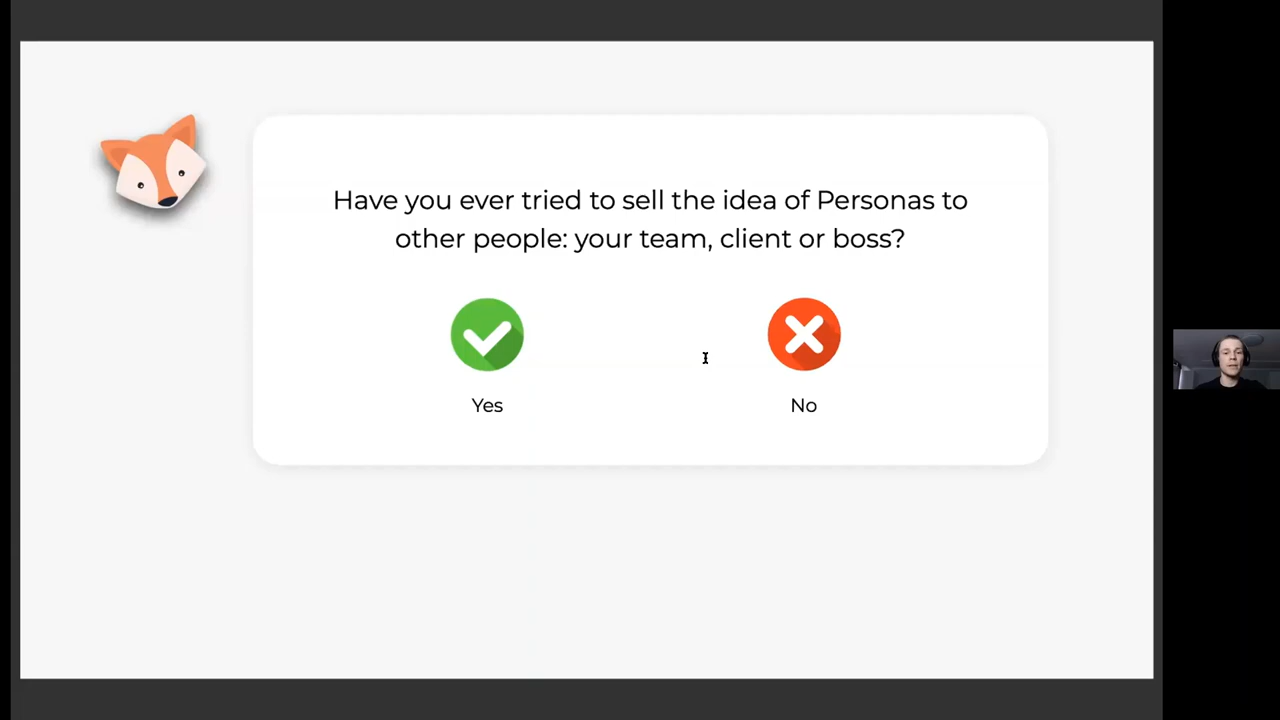 Have you ever tried to sell the idea of Personas to
other people: your team, client or boss?
Yes
No